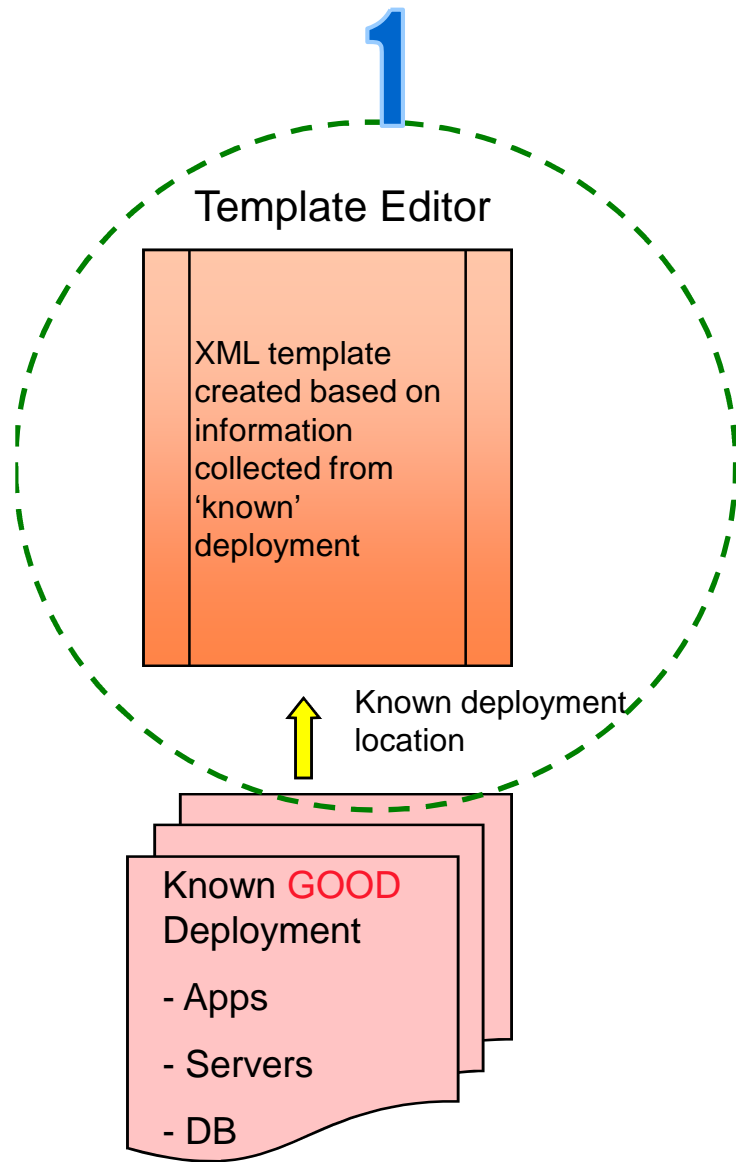 1
Template Editor
XML template
created based on
information
collected from
‘known’
deployment
Known deployment
location
Known GOOD
Deployment
- Apps
- Servers
- DB